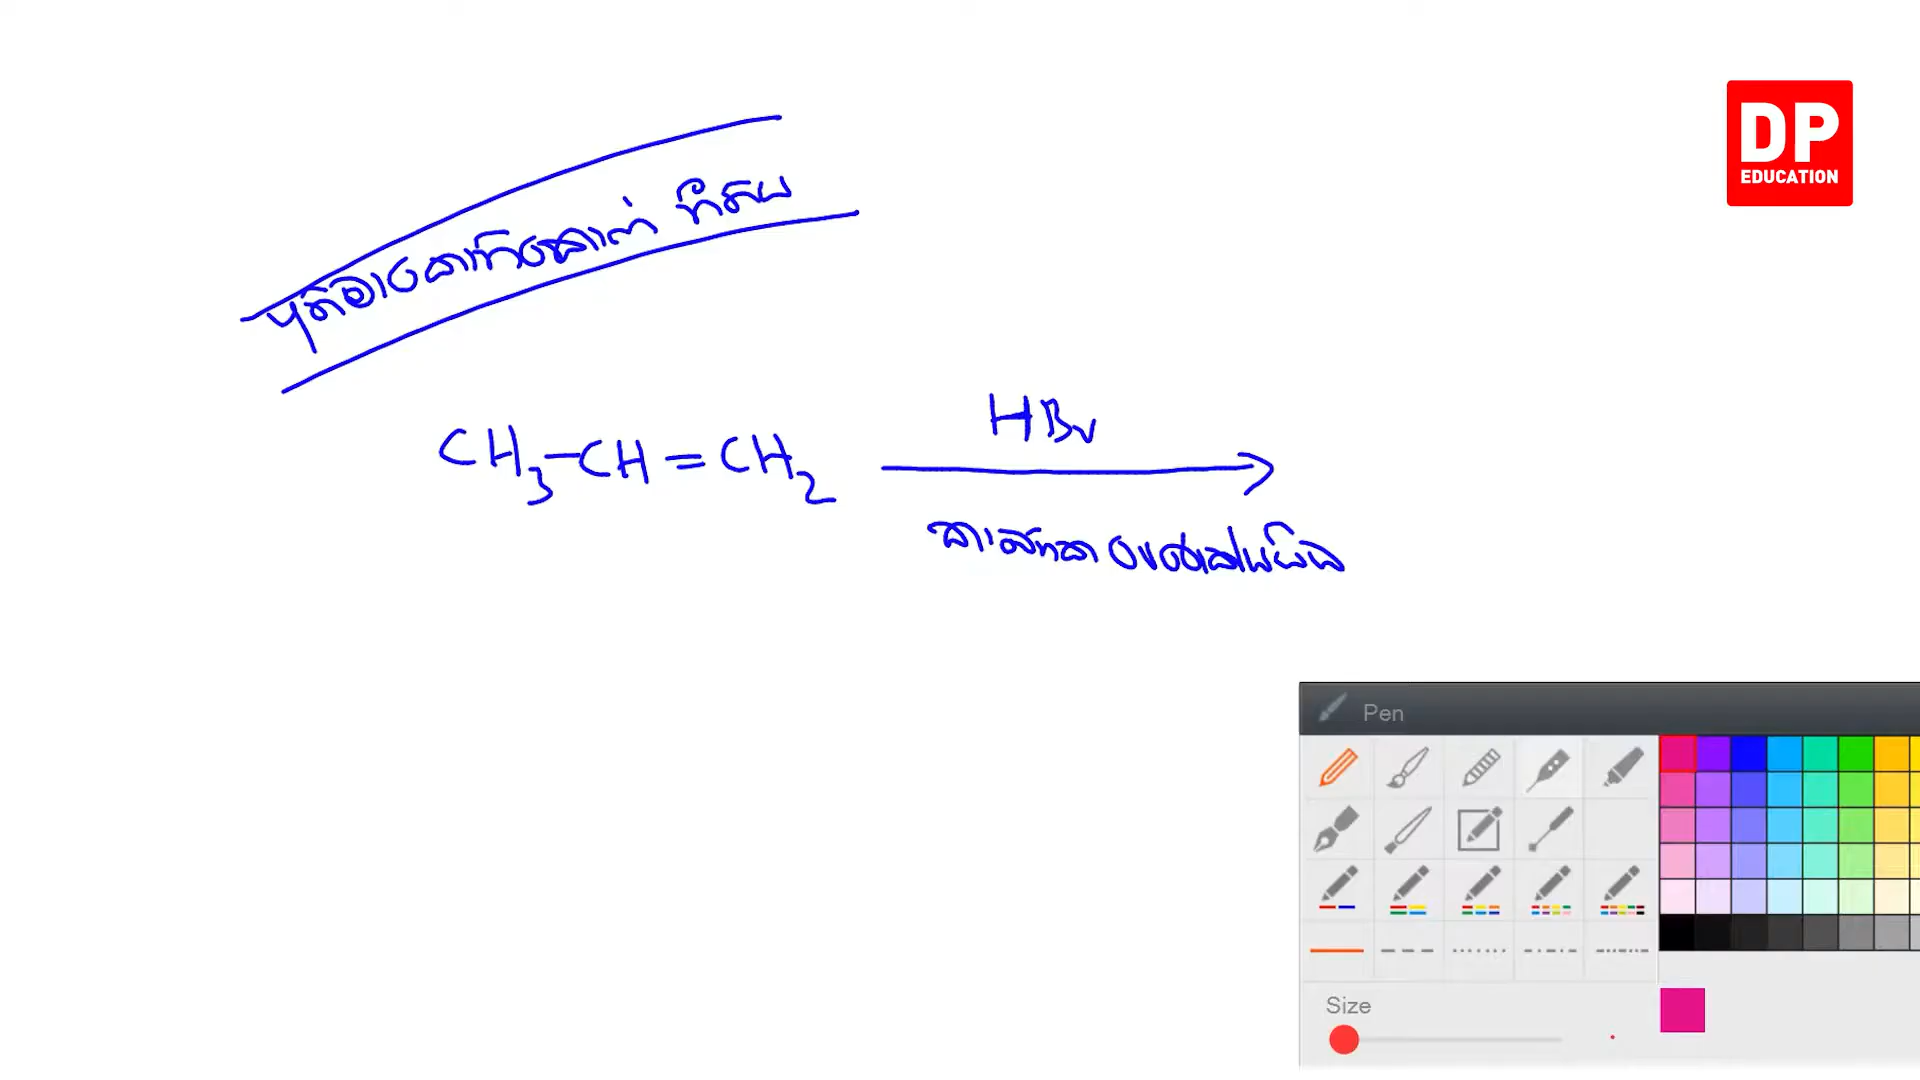 DP
EDUCATION
ප්‍රතිමාකොනිකොෆ් නීතිය
CH₃-CH=CH₂
HBr
කාබනික පෙරොක්සයිඩ
Pen
Size